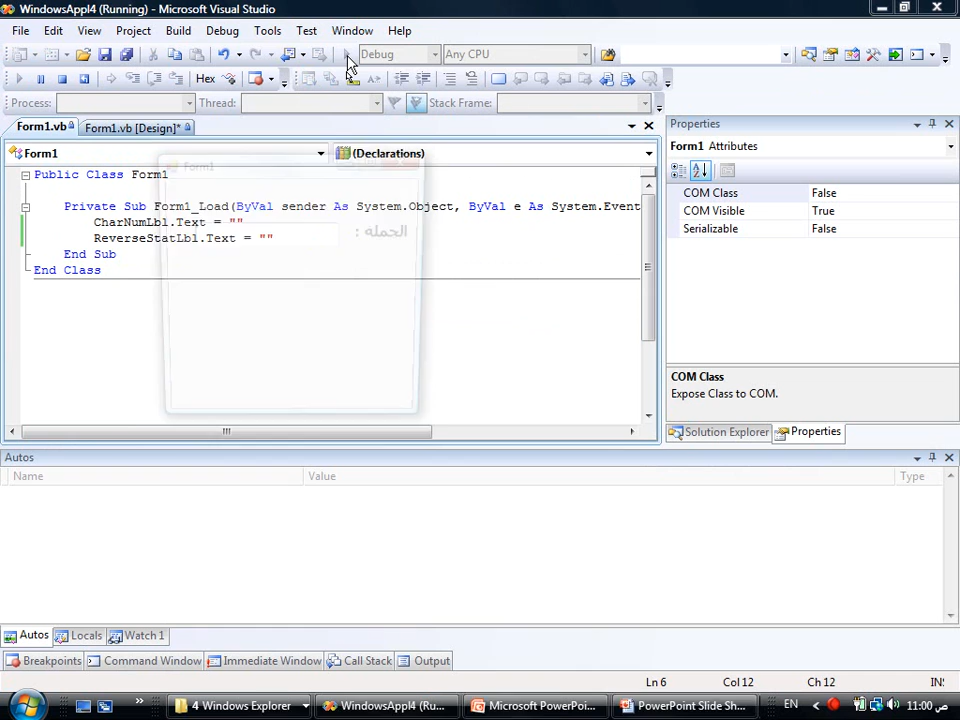 WindowsAppl4 (Running) - Microsoft Visual Studio
File Edit View Project Build Debug Tools Test Window Help
Debug Any CPU
Hex
Process: Thread: Stack Frame:
Form1.vb Form1.vb [Design]*
Form1 (Declarations)
Form1
Public Class Form1
Private Sub Form1_Load(ByVal sender As System.Object, ByVal e As System.Event
CharNumLbl.Text = ""
الجمله :
ReverseStatLbl.Text = ""
End Sub
End Class
Properties
Form1 Attributes
COM Class False
COM Visible True
Serializable False
COM Class
Expose Class to COM.
Solution Explorer Properties
Autos
Name Value Type
Autos Locals Watch 1
Breakpoints Command Window Immediate Window Call Stack Output
Ln 6 Col 12 Ch 12 INS
4 Windows Explorer WindowsAppl4 (Ru... Microsoft PowerPoi... PowerPoint Slide Sh... EN ص 11:00